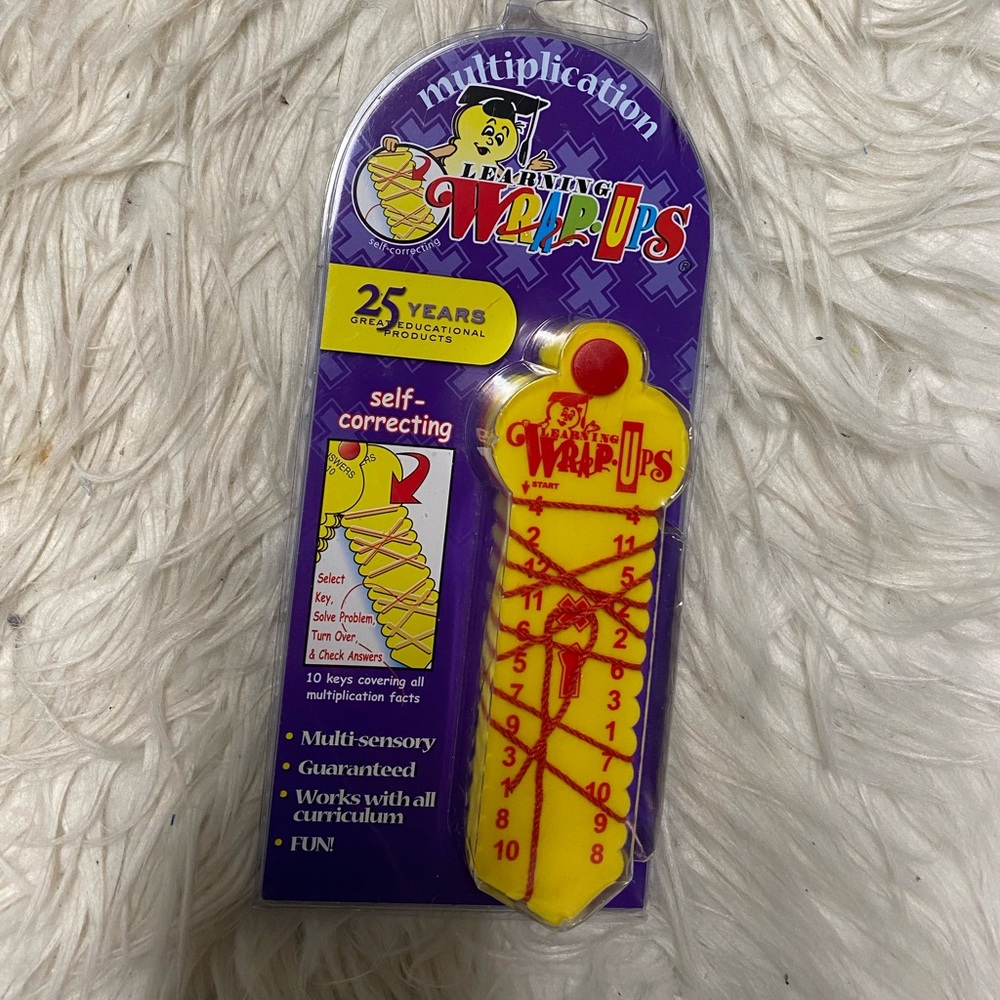 multiplication
LEARNING
WRAP·UPS
®
self-correcting
25 YEARS
GREAT EDUCATIONAL
PRODUCTS
self-
correcting
Select
Key,
Solve Problem,
Turn Over,
& Check Answers
10 keys covering all
multiplication facts
• Multi-sensory
• Guaranteed
• Works with all
curriculum
• FUN!
LEARNING
WRAP·UPS
START
4 4
2 11
12 5
11 12
6 2
5 6
7 3
9 1
3 7
1 10
8 9
10 8
× 1